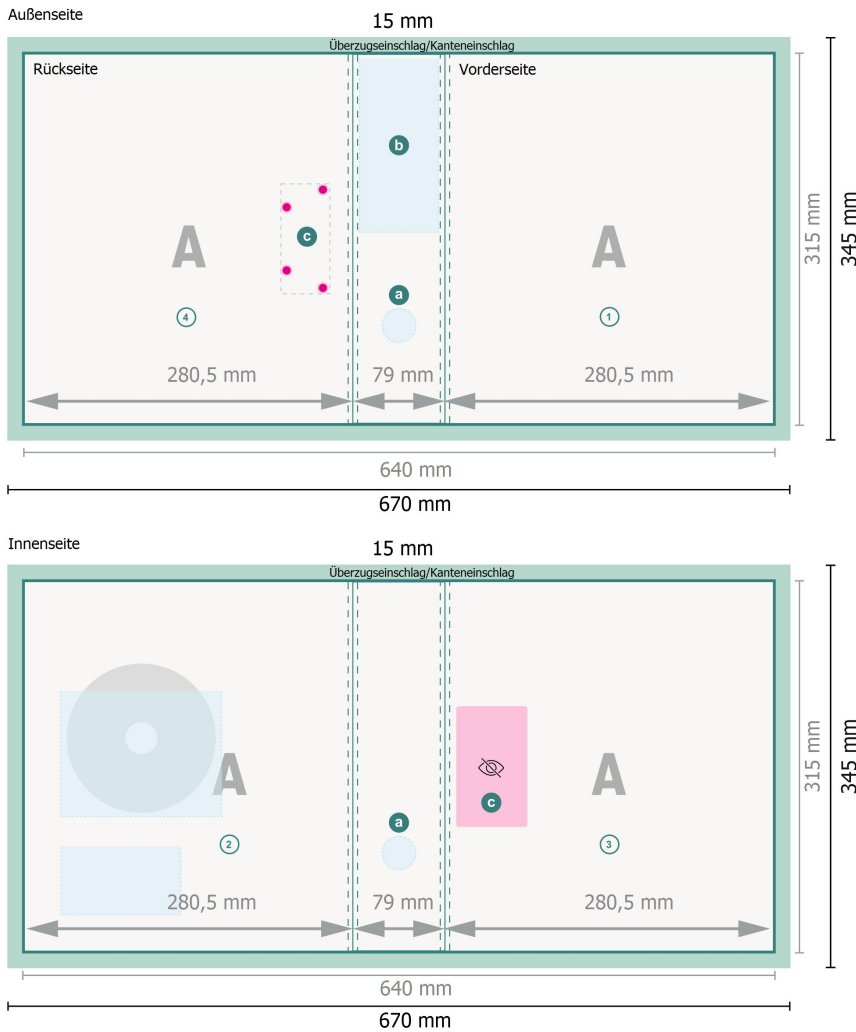 Außenseite
15 mm
Überzugseinschlag/Kanteneinschlag
Rückseite
Vorderseite
b
c
A
A
a
4
1
280,5 mm
79 mm
280,5 mm
315 mm
345 mm
640 mm
670 mm
Innenseite
15 mm
Überzugseinschlag/Kanteneinschlag
A
A
c
a
2
3
280,5 mm
79 mm
280,5 mm
315 mm
345 mm
640 mm
670 mm